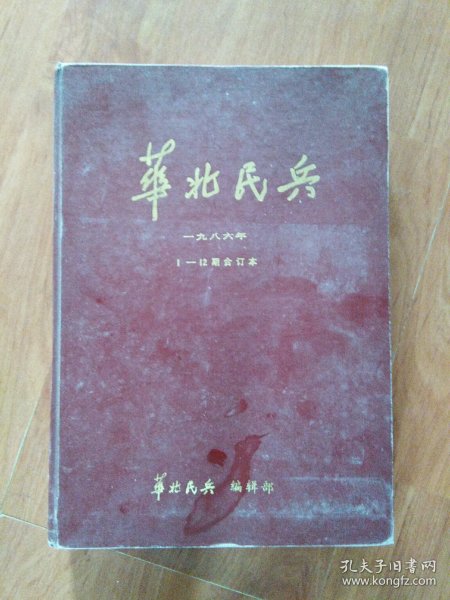 華北民兵
一九八六年
1—12期合订本
華北民兵 编辑部
孔夫子旧书网
www.kongfz.com